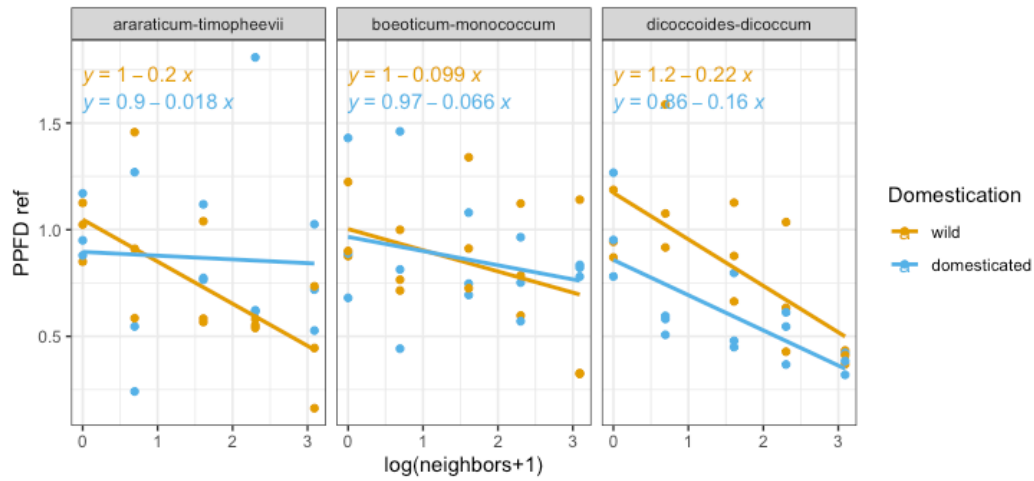 araraticum-timopheevii
boeoticum-monococcum
dicoccoides-dicoccum
y = 1 – 0.2 x
y = 0.9 – 0.018 x
y = 1 – 0.099 x
y = 0.97 – 0.066 x
y = 1.2 – 0.22 x
y = 0.86 – 0.16 x
PPFD ref
1.5
1.0
0.5
0 1 2 3
0 1 2 3
0 1 2 3
log(neighbors+1)
Domestication
a wild
a domesticated